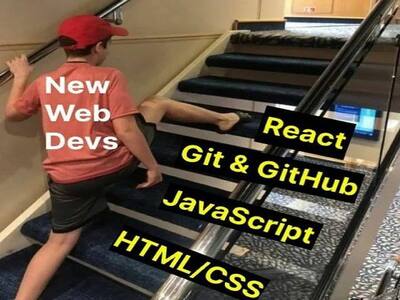 New
Web
Devs
React
Git & GitHub
JavaScript
HTML/CSS